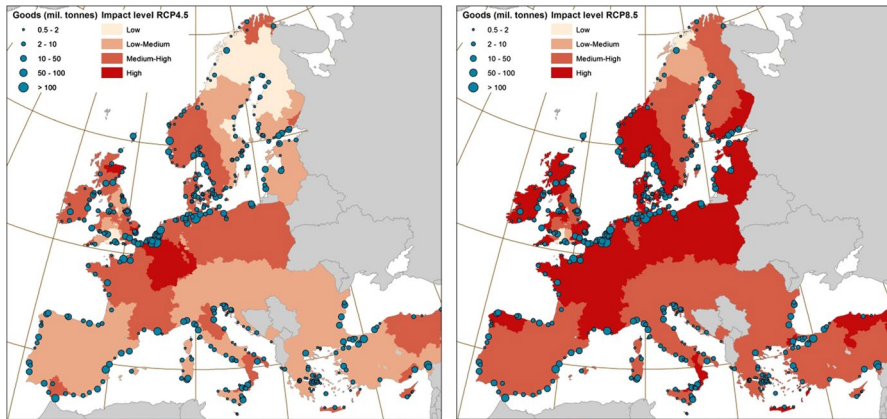 Goods (mil. tonnes) Impact level RCP4.5
0.5 - 2 Low
2 - 10 Low-Medium
10 - 50 Medium-High
50 - 100 High
> 100
Goods (mil. tonnes) Impact level RCP8.5
0.5 - 2 Low
2 - 10 Low-Medium
10 - 50 Medium-High
50 - 100 High
> 100